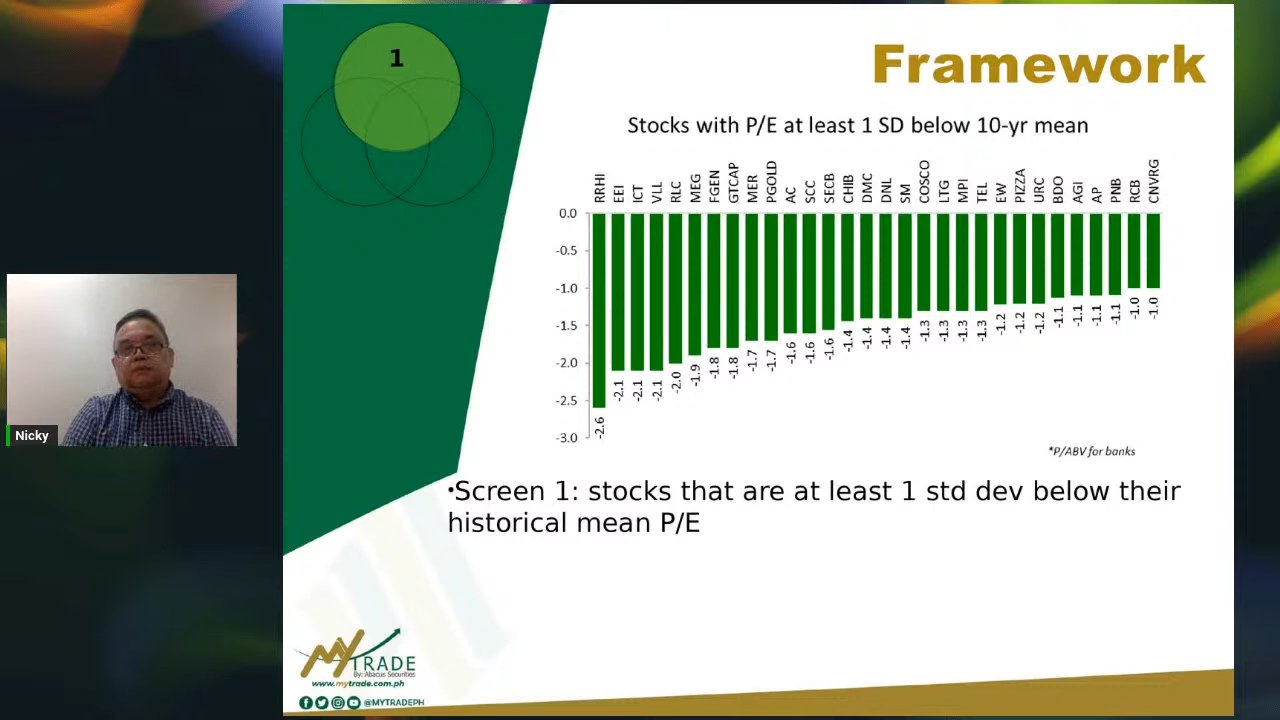 1
Framework
Stocks with P/E at least 1 SD below 10-yr mean
RRHI EEI ICT VLL RLC MEG FGEN GTCAP MER PGOLD AC SCC SECB CHIB DMC DNL SM COSCO LTG MPI TEL EW PIZZA URC BDO AGI AP PNB RCB CNVRG
0.0
-0.5
-1.0
-1.5
-2.0
-2.5
-3.0
-2.6 -2.1 -2.1 -2.1 -2.0 -1.9 -1.8 -1.8 -1.7 -1.7 -1.6 -1.6 -1.6 -1.4 -1.4 -1.4 -1.4 -1.3 -1.3 -1.3 -1.3 -1.2 -1.2 -1.2 -1.1 -1.1 -1.1 -1.1 -1.0 -1.0
*P/ABV for banks
•Screen 1: stocks that are at least 1 std dev below their
historical mean P/E
Nicky
MYTRADE
By: Abacus Securities
www.mytrade.com.ph
@MYTRADEPH